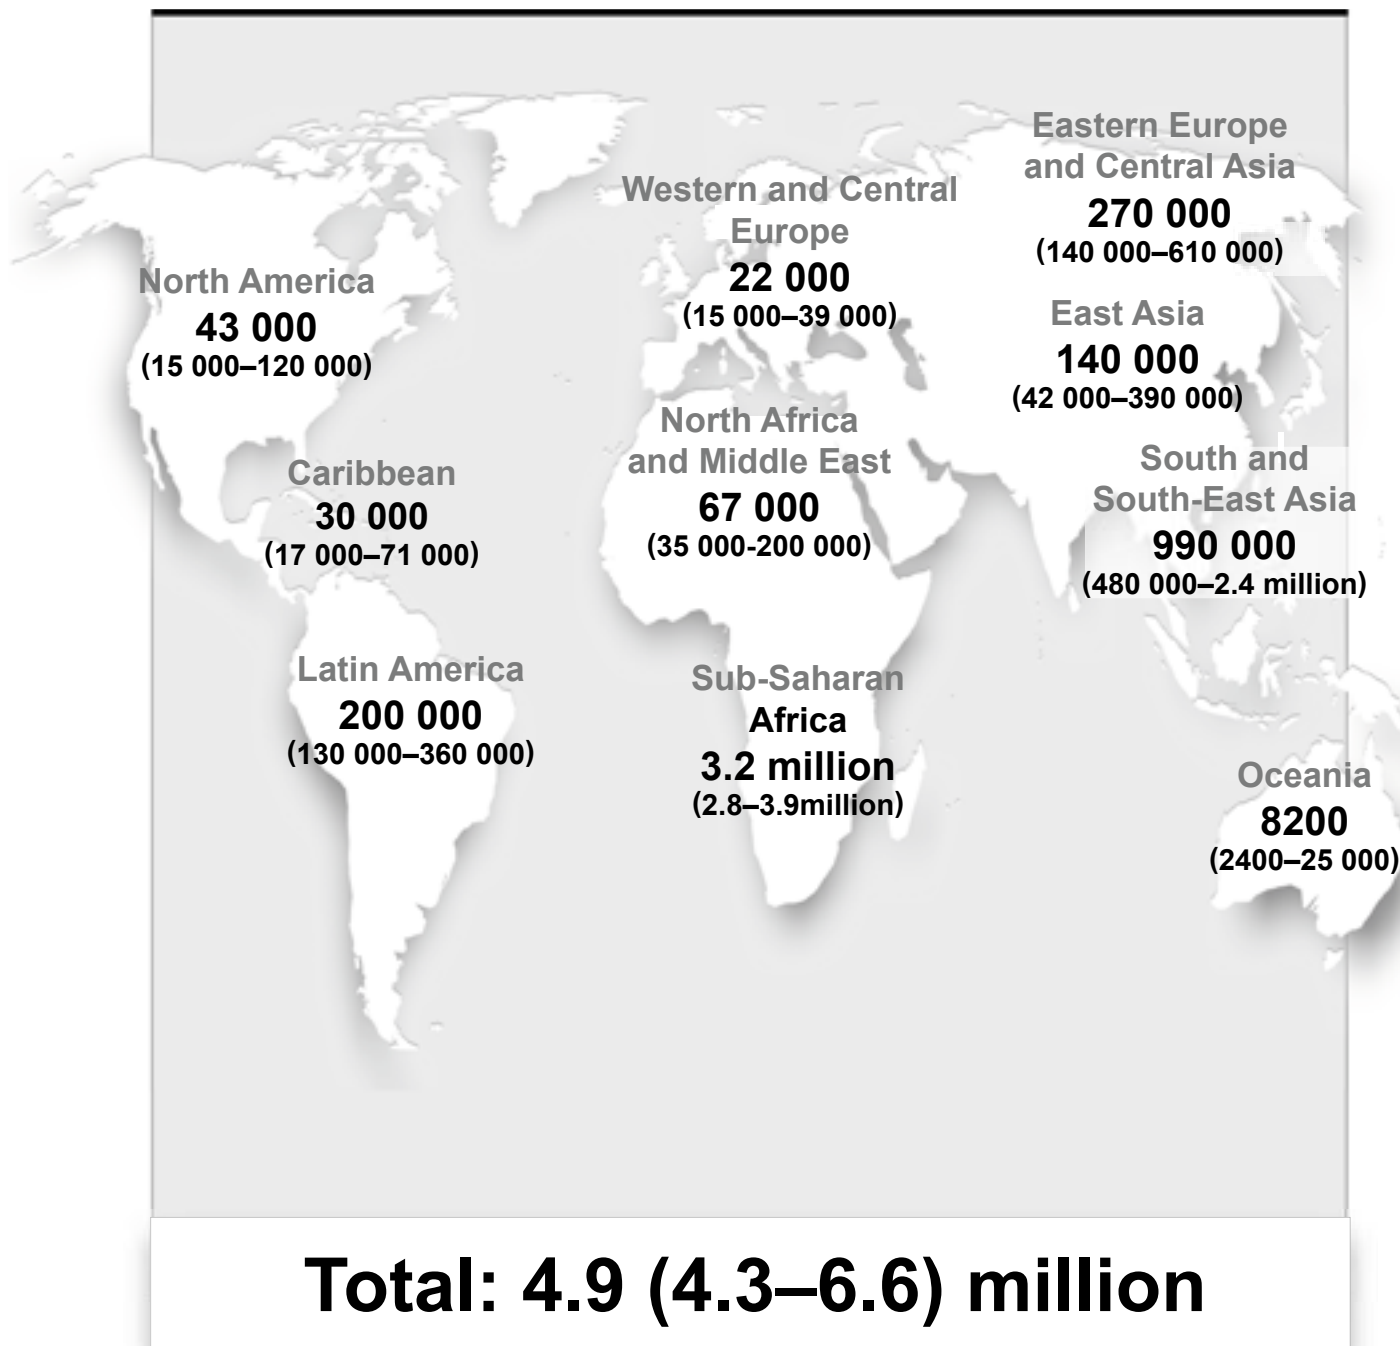 Eastern Europe
and Central Asia
270 000
(140 000–610 000)
Western and Central
Europe
22 000
(15 000–39 000)
North America
43 000
(15 000–120 000)
East Asia
140 000
(42 000–390 000)
North Africa
and Middle East
67 000
(35 000-200 000)
Caribbean
30 000
(17 000–71 000)
South and
South-East Asia
990 000
(480 000–2.4 million)
Latin America
200 000
(130 000–360 000)
Sub-Saharan
Africa
3.2 million
(2.8–3.9million)
Oceania
8200
(2400–25 000)
Total: 4.9 (4.3–6.6) million